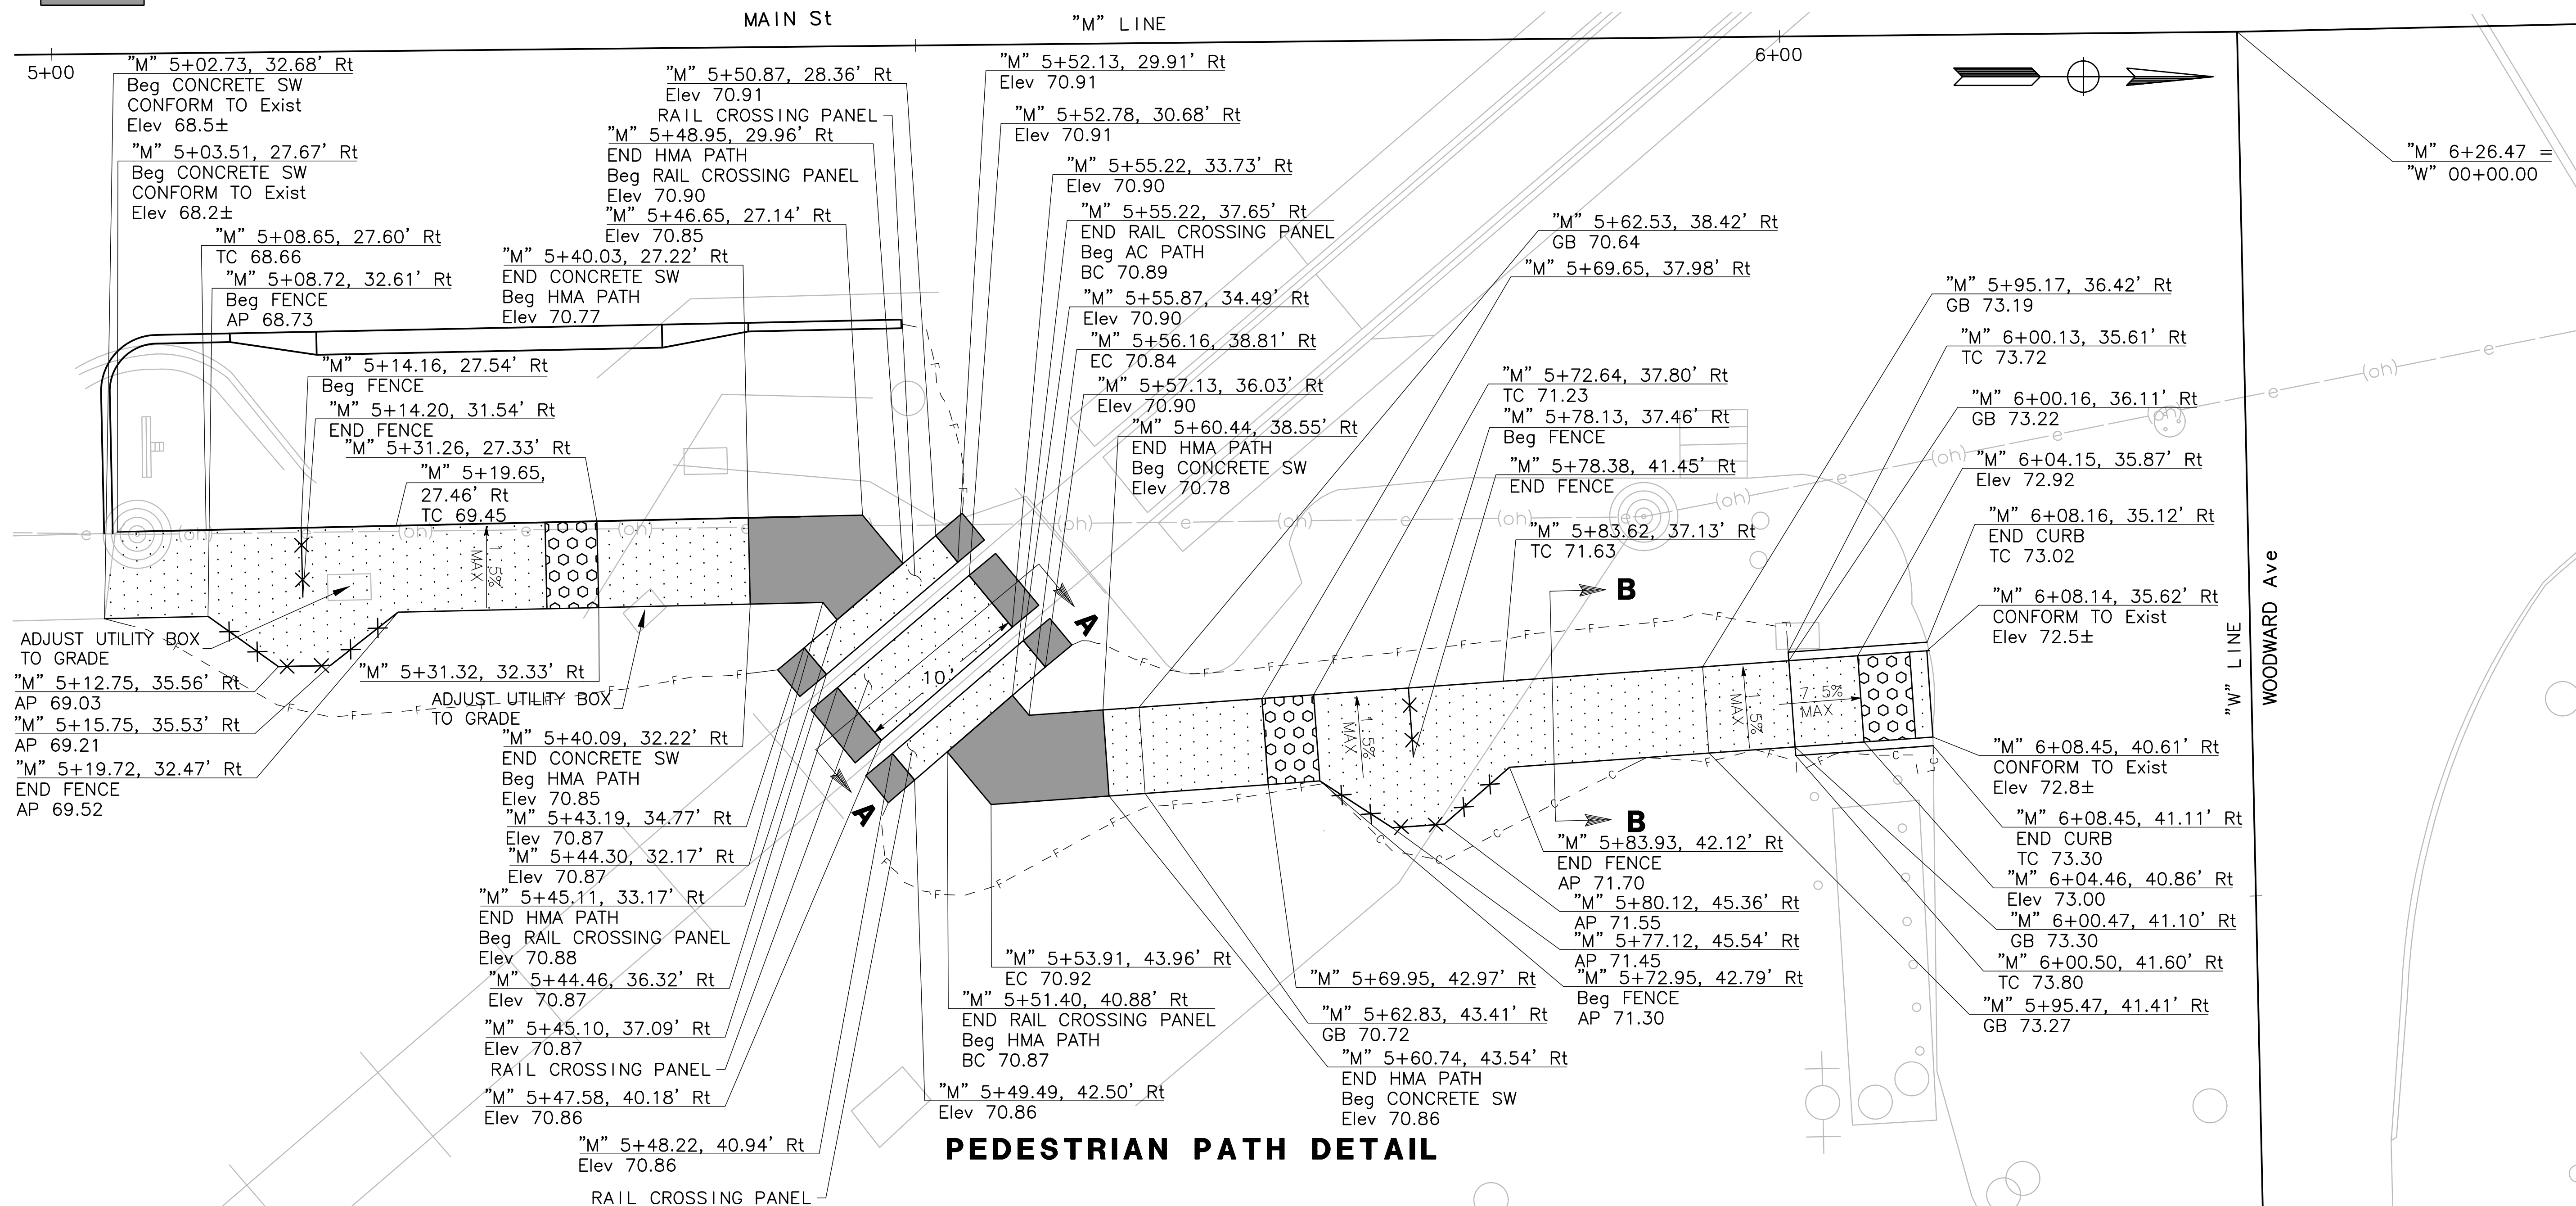 MAIN St
"M" LINE
5+00
6+00
"M" 5+02.73, 32.68' Rt
Beg CONCRETE SW
CONFORM TO Exist
Elev 68.5±
"M" 5+03.51, 27.67' Rt
Beg CONCRETE SW
CONFORM TO Exist
Elev 68.2±
"M" 5+08.65, 27.60' Rt
TC 68.66
"M" 5+08.72, 32.61' Rt
Beg FENCE
AP 68.73
"M" 5+14.16, 27.54' Rt
Beg FENCE
"M" 5+14.20, 31.54' Rt
END FENCE
"M" 5+31.26, 27.33' Rt
"M" 5+19.65,
27.46' Rt
TC 69.45
"M" 5+50.87, 28.36' Rt
Elev 70.91
RAIL CROSSING PANEL
"M" 5+48.95, 29.96' Rt
END HMA PATH
Beg RAIL CROSSING PANEL
Elev 70.90
"M" 5+46.65, 27.14' Rt
Elev 70.85
"M" 5+40.03, 27.22' Rt
END CONCRETE SW
Beg HMA PATH
Elev 70.77
"M" 5+52.13, 29.91' Rt
Elev 70.91
"M" 5+52.78, 30.68' Rt
Elev 70.91
"M" 5+55.22, 33.73' Rt
Elev 70.90
"M" 5+55.22, 37.65' Rt
END RAIL CROSSING PANEL
Beg AC PATH
BC 70.89
"M" 5+55.87, 34.49' Rt
Elev 70.90
"M" 5+56.16, 38.81' Rt
EC 70.84
"M" 5+57.13, 36.03' Rt
Elev 70.90
"M" 5+60.44, 38.55' Rt
END HMA PATH
Beg CONCRETE SW
Elev 70.78
"M" 5+62.53, 38.42' Rt
GB 70.64
"M" 5+69.65, 37.98' Rt
"M" 5+72.64, 37.80' Rt
TC 71.23
"M" 5+78.13, 37.46' Rt
Beg FENCE
"M" 5+78.38, 41.45' Rt
END FENCE
"M" 5+83.62, 37.13' Rt
TC 71.63
"M" 6+26.47 =
"W" 00+00.00
"M" 5+95.17, 36.42' Rt
GB 73.19
"M" 6+00.13, 35.61' Rt
TC 73.72
"M" 6+00.16, 36.11' Rt
GB 73.22
"M" 6+04.15, 35.87' Rt
Elev 72.92
"M" 6+08.16, 35.12' Rt
END CURB
TC 73.02
"M" 6+08.14, 35.62' Rt
CONFORM TO Exist
Elev 72.5±
"W" LINE
WOODWARD Ave
1.5%
MAX
10'
A
A
B
B
1.5%
MAX
1.5%
MAX
7.5%
MAX
ADJUST UTILITY BOX
TO GRADE
"M" 5+12.75, 35.56' Rt
AP 69.03
"M" 5+15.75, 35.53' Rt
AP 69.21
"M" 5+19.72, 32.47' Rt
END FENCE
AP 69.52
"M" 5+31.32, 32.33' Rt
ADJUST UTILITY BOX
TO GRADE
"M" 5+40.09, 32.22' Rt
END CONCRETE SW
Beg HMA PATH
Elev 70.85
"M" 5+43.19, 34.77' Rt
Elev 70.87
"M" 5+44.30, 32.17' Rt
Elev 70.87
"M" 5+45.11, 33.17' Rt
END HMA PATH
Beg RAIL CROSSING PANEL
Elev 70.88
"M" 5+44.46, 36.32' Rt
Elev 70.87
"M" 5+45.10, 37.09' Rt
Elev 70.87
RAIL CROSSING PANEL
"M" 5+47.58, 40.18' Rt
Elev 70.86
"M" 5+48.22, 40.94' Rt
Elev 70.86
RAIL CROSSING PANEL
"M" 5+53.91, 43.96' Rt
EC 70.92
"M" 5+51.40, 40.88' Rt
END RAIL CROSSING PANEL
Beg HMA PATH
BC 70.87
"M" 5+49.49, 42.50' Rt
Elev 70.86
"M" 5+69.95, 42.97' Rt
"M" 5+62.83, 43.41' Rt
GB 70.72
"M" 5+60.74, 43.54' Rt
END HMA PATH
Beg CONCRETE SW
Elev 70.86
"M" 5+83.93, 42.12' Rt
END FENCE
AP 71.70
"M" 5+80.12, 45.36' Rt
AP 71.55
"M" 5+77.12, 45.54' Rt
AP 71.45
"M" 5+72.95, 42.79' Rt
Beg FENCE
AP 71.30
"M" 6+08.45, 40.61' Rt
CONFORM TO Exist
Elev 72.8±
"M" 6+08.45, 41.11' Rt
END CURB
TC 73.30
"M" 6+04.46, 40.86' Rt
Elev 73.00
"M" 6+00.47, 41.10' Rt
GB 73.30
"M" 6+00.50, 41.60' Rt
TC 73.80
"M" 5+95.47, 41.41' Rt
GB 73.27
PEDESTRIAN PATH DETAIL